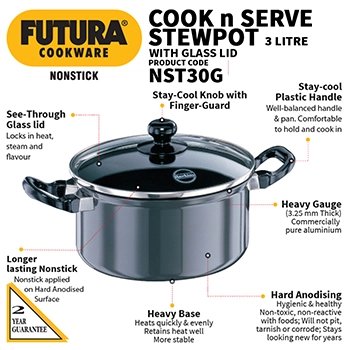 FUTURA®
COOKWARE
NONSTICK
COOK n SERVE
STEWPOT 3 LITRE
WITH GLASS LID
PRODUCT CODE
NST30G
Stay-Cool Knob with
Finger-Guard
Stay-cool
Plastic Handle
Well-balanced handle
& pan. Comfortable
to hold and cook in
See-Through
Glass lid
Locks in heat,
steam and
flavour
Heavy Gauge
(3.25 mm Thick)
Commercially
pure aluminium
Longer
lasting Nonstick
Nonstick applied
on Hard Anodised
Surface
2
YEAR
GUARANTEE
Heavy Base
Heats quickly & evenly
Retains heat well
More stable
Hard Anodising
Hygienic & healthy
Non-toxic, non-reactive
with foods; Will not pit,
tarnish or corrode; Stays
looking new for years